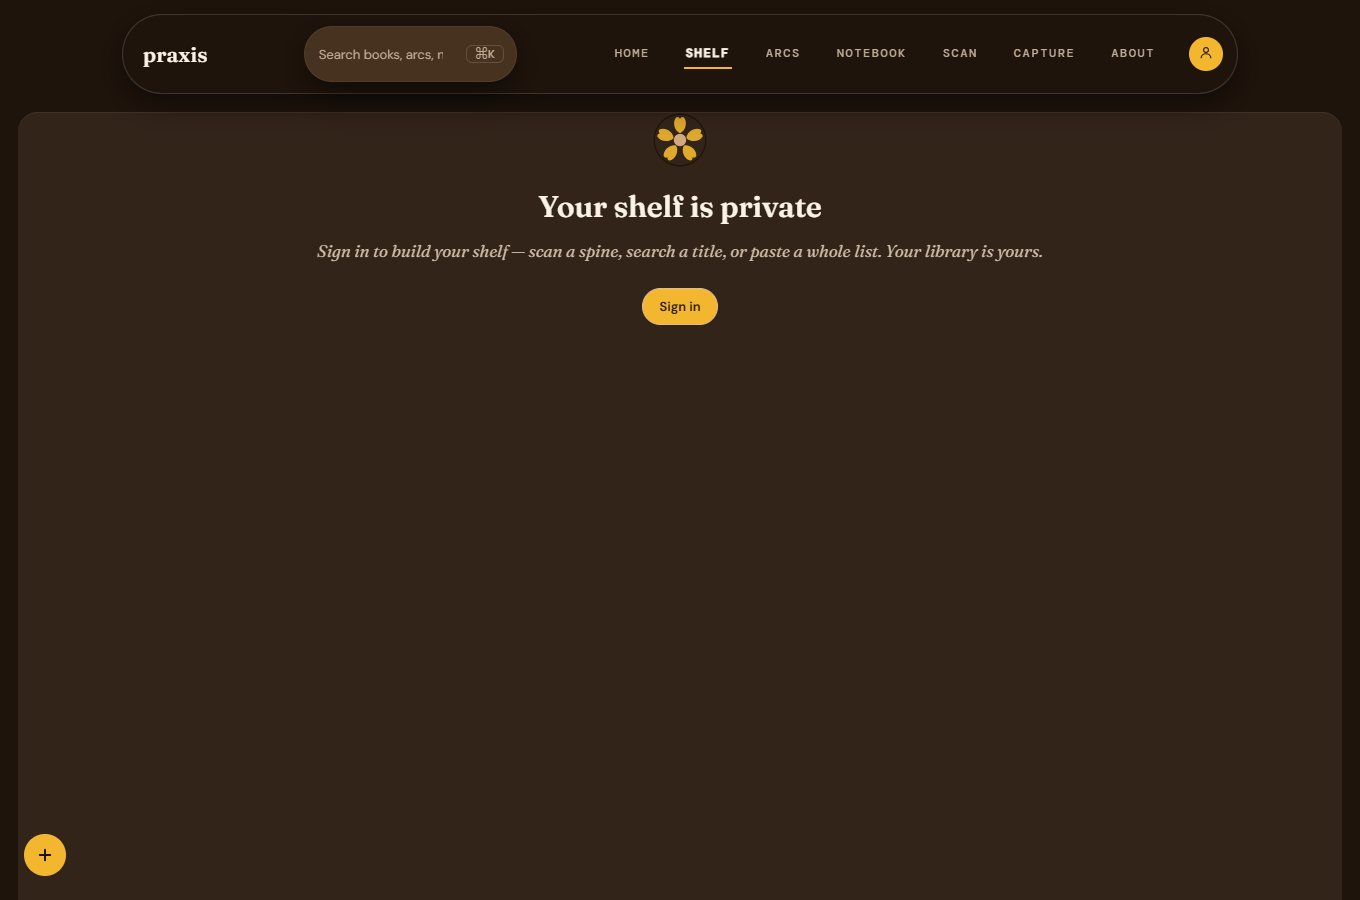 praxis
Search books, arcs, n
⌘K
HOME
SHELF
ARCS
NOTEBOOK
SCAN
CAPTURE
ABOUT
Your shelf is private
Sign in to build your shelf — scan a spine, search a title, or paste a whole list. Your library is yours.
Sign in